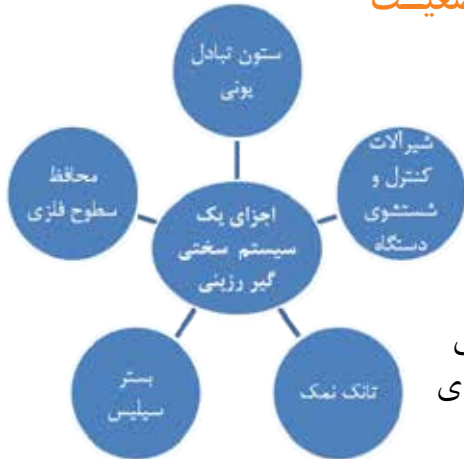 ستون تبادل
یونی
شیرآلات
کنترل و
شستشوی
دستگاه
محافظ
سطوح فلزی
اجزای یک
سیستم سختی
گیر رزینی
تانک نمک
بستر
سیلیس
ی